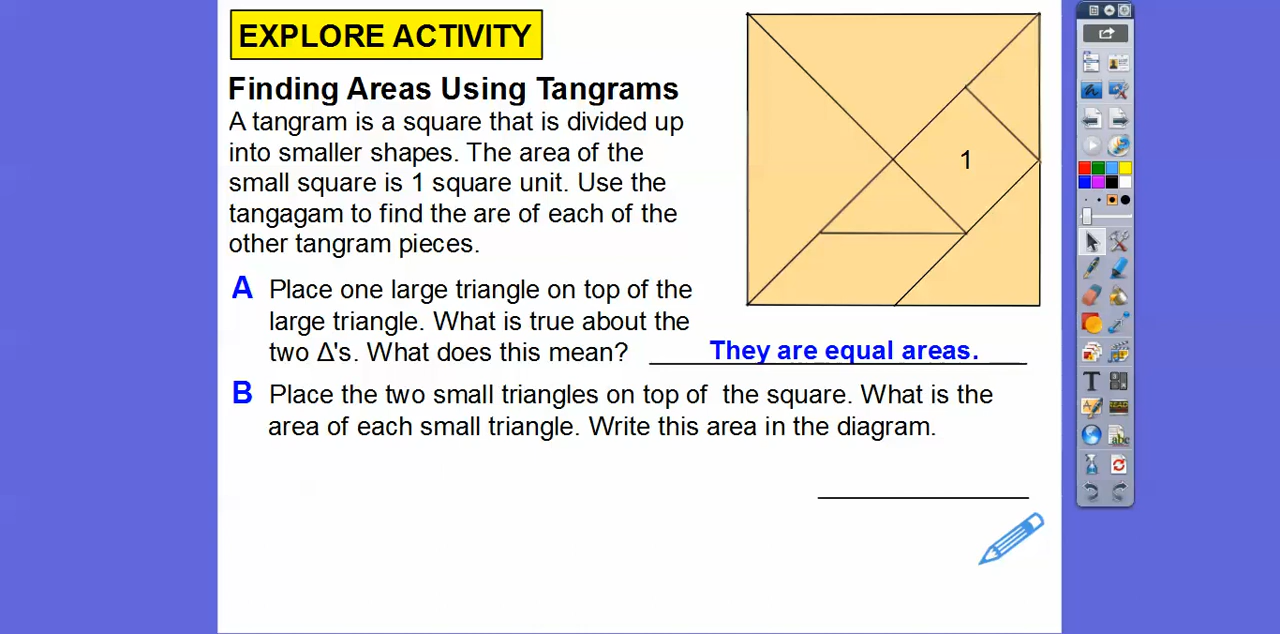 EXPLORE ACTIVITY
Finding Areas Using Tangrams
A tangram is a square that is divided up
into smaller shapes. The area of the
small square is 1 square unit. Use the
tangagam to find the are of each of the
other tangram pieces.
1
A Place one large triangle on top of the
large triangle. What is true about the
two Δ's. What does this mean? They are equal areas.
B Place the two small triangles on top of the square. What is the
area of each small triangle. Write this area in the diagram.